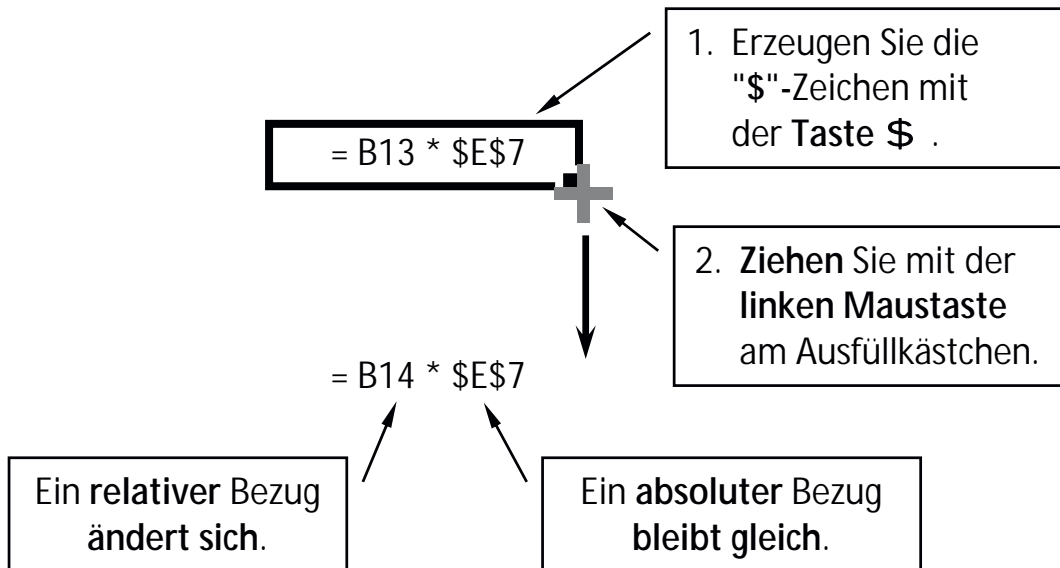 1. Erzeugen Sie die
"$"-Zeichen mit
der Taste $ .
= B13 * $E$7
2. Ziehen Sie mit der
linken Maustaste
am Ausfüllkästchen.
= B14 * $E$7
Ein relativer Bezug
ändert sich.
Ein absoluter Bezug
bleibt gleich.